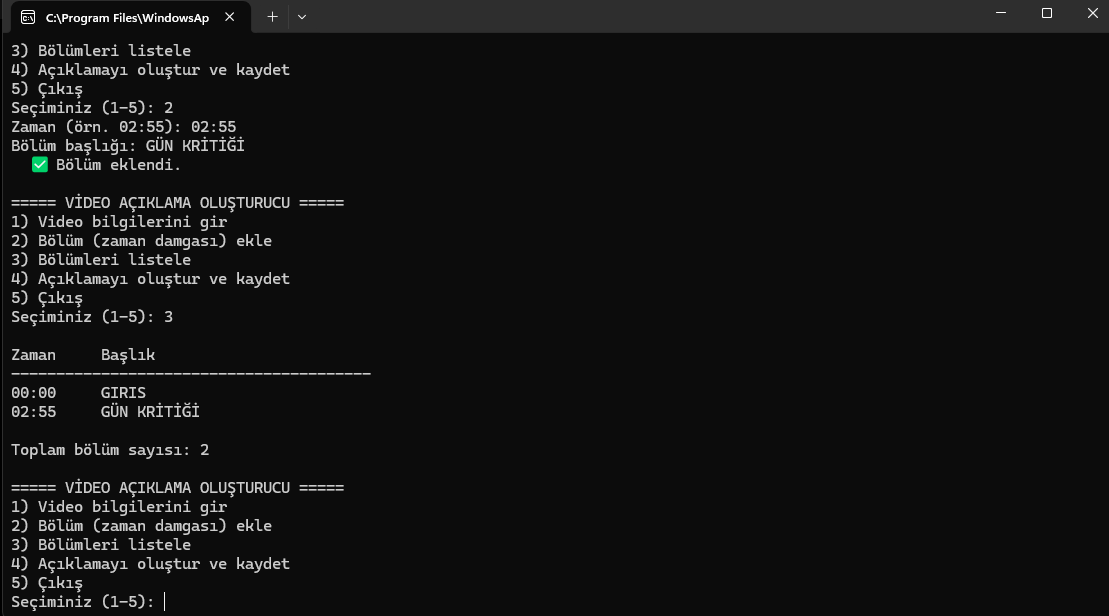 C:\Program Files\WindowsAp
3) Bölümleri listele
4) Açıklamayı oluştur ve kaydet
5) Çıkış
Seçiminiz (1-5): 2
Zaman (örn. 02:55): 02:55
Bölüm başlığı: GÜN KRİTİĞİ
✅ Bölüm eklendi.
===== VİDEO AÇIKLAMA OLUŞTURUCU =====
1) Video bilgilerini gir
2) Bölüm (zaman damgası) ekle
3) Bölümleri listele
4) Açıklamayı oluştur ve kaydet
5) Çıkış
Seçiminiz (1-5): 3
Zaman     Başlık
----------------------------------------
00:00     GIRIS
02:55     GÜN KRİTİĞİ
Toplam bölüm sayısı: 2
===== VİDEO AÇIKLAMA OLUŞTURUCU =====
1) Video bilgilerini gir
2) Bölüm (zaman damgası) ekle
3) Bölümleri listele
4) Açıklamayı oluştur ve kaydet
5) Çıkış
Seçiminiz (1-5):